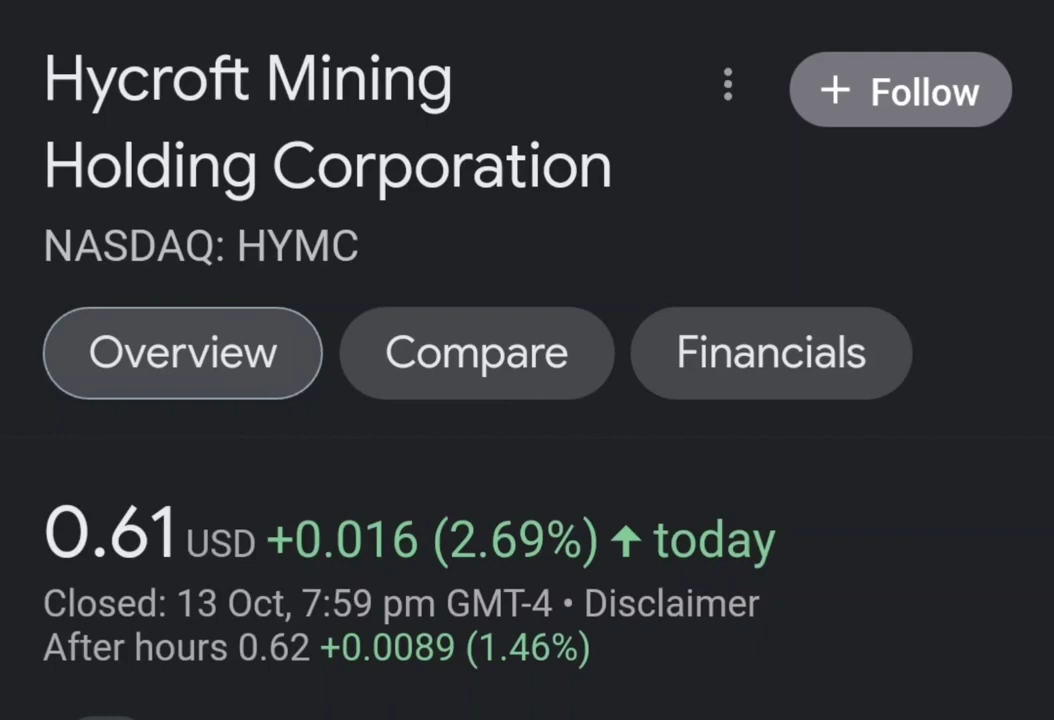 Hycroft Mining
Holding Corporation
+ Follow
NASDAQ: HYMC
Overview Compare Financials
0.61 USD +0.016 (2.69%) ↑ today
Closed: 13 Oct, 7:59 pm GMT-4 • Disclaimer
After hours 0.62 +0.0089 (1.46%)